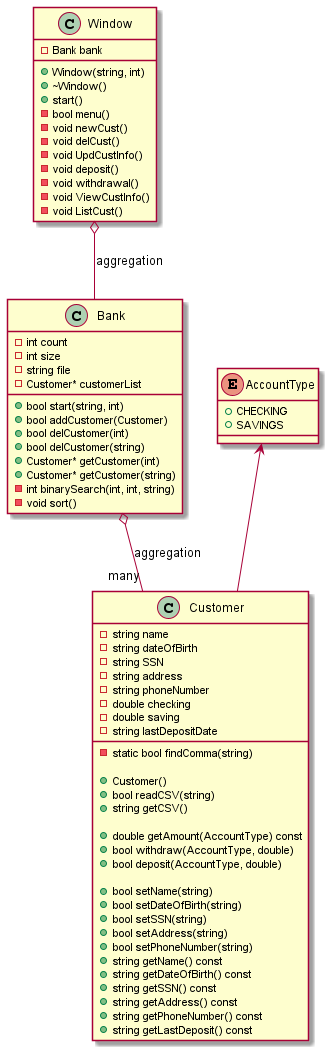 C Window
Bank bank
Window(string, int)
~Window()
start()
bool menu()
void newCust()
void delCust()
void UpdCustInfo()
void deposit()
void withdrawal()
void ViewCustInfo()
void ListCust()
aggregation
C Bank
int count
int size
string file
Customer* customerList
bool start(string, int)
bool addCustomer(Customer)
bool delCustomer(int)
bool delCustomer(string)
Customer* getCustomer(int)
Customer* getCustomer(string)
int binarySearch(int, int, string)
void sort()
E AccountType
CHECKING
SAVINGS
aggregation
many
C Customer
string name
string dateOfBirth
string SSN
string address
string phoneNumber
double checking
double saving
string lastDepositDate
static bool findComma(string)
Customer()
bool readCSV(string)
string getCSV()
double getAmount(AccountType) const
bool withdraw(AccountType, double)
bool deposit(AccountType, double)
bool setName(string)
bool setDateOfBirth(string)
bool setSSN(string)
bool setAddress(string)
bool setPhoneNumber(string)
string getName() const
string getDateOfBirth() const
string getSSN() const
string getAddress() const
string getPhoneNumber() const
string getLastDeposit() const